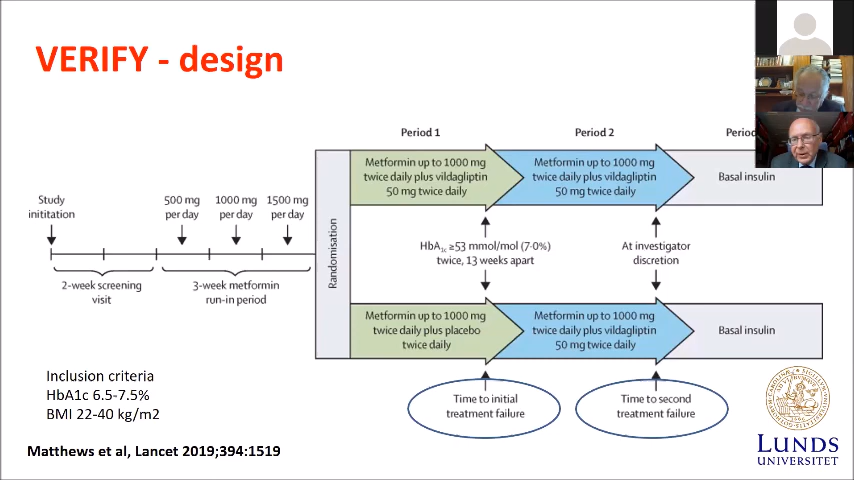 VERIFY - design
Period 1
Period 2
Perio
Metformin up to 1000 mg
twice daily plus vildagliptin
50 mg twice daily
Metformin up to 1000 mg
twice daily plus vildagliptin
50 mg twice daily
Basal insulin
Study
inititation
500 mg
per day
1000 mg
per day
1500 mg
per day
2-week screening
visit
3-week metformin
run-in period
Randomisation
HbA1c ≥53 mmol/mol (7·0%)
twice, 13 weeks apart
At investigator
discretion
Metformin up to 1000 mg
twice daily plus placebo
twice daily
Metformin up to 1000 mg
twice daily plus vildagliptin
50 mg twice daily
Basal insulin
Time to initial
treatment failure
Time to second
treatment failure
Inclusion criteria
HbA1c 6.5-7.5%
BMI 22-40 kg/m2
Matthews et al, Lancet 2019;394:1519
LUNDS
UNIVERSITET